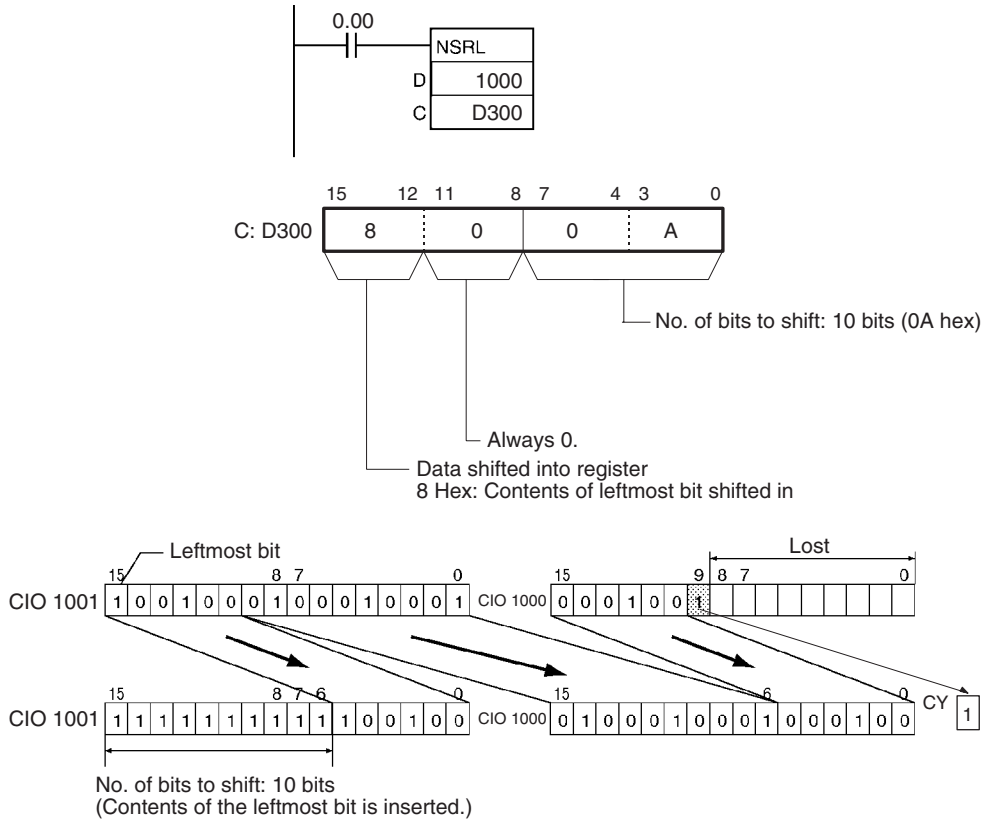 0.00
NSRL
D 1000
C D300
15 12 11 8 7 4 3 0
C: D300 8 0 0 A
No. of bits to shift: 10 bits (0A hex)
Always 0.
Data shifted into register
8 Hex: Contents of leftmost bit shifted in
Leftmost bit
Lost
15 8 7 0 15 9 8 7 0
CIO 1001 1 0 0 1 0 0 0 1 0 0 0 1 0 0 0 1 CIO 1000 0 0 0 1 0 0 1
15 8 7 6 0 15 6 0
CIO 1001 1 1 1 1 1 1 1 1 1 1 1 0 0 1 0 0 CIO 1000 0 1 0 0 0 1 0 0 0 1 0 0 0 1 0 0 CY 1
No. of bits to shift: 10 bits
(Contents of the leftmost bit is inserted.)